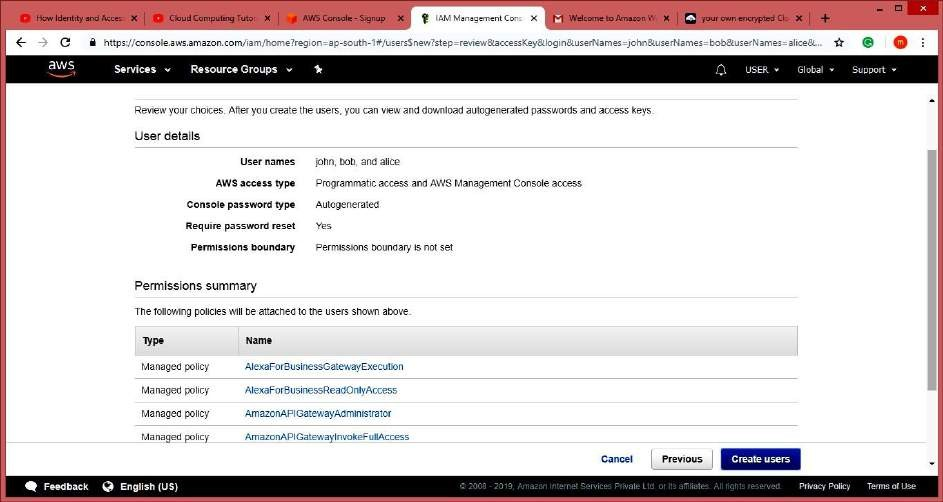 How Identity and Access
Cloud Computing Tutor
AWS Console - Signup
IAM Management Cons
Welcome to Amazon W
your own encrypted Clo
https://console.aws.amazon.com/iam/home?region=ap-south-1#/users$new?step=review&accessKey&login&userNames=john&userNames=bob&userNames=alice&...
m
aws Services Resource Groups USER Global Support
Review your choices. After you create the users, you can view and download autogenerated passwords and access keys.
User details
User names john, bob, and alice
AWS access type Programmatic access and AWS Management Console access
Console password type Autogenerated
Require password reset Yes
Permissions boundary Permissions boundary is not set
Permissions summary
The following policies will be attached to the users shown above.
Type Name
Managed policy AlexaForBusinessGatewayExecution
Managed policy AlexaForBusinessReadOnlyAccess
Managed policy AmazonAPIGatewayAdministrator
Managed policy AmazonAPIGatewayInvokeFullAccess
Cancel Previous Create users
Feedback English (US) © 2008 - 2019, Amazon Internet Services Private Ltd. or its affiliates. All rights reserved. Privacy Policy Terms of Use